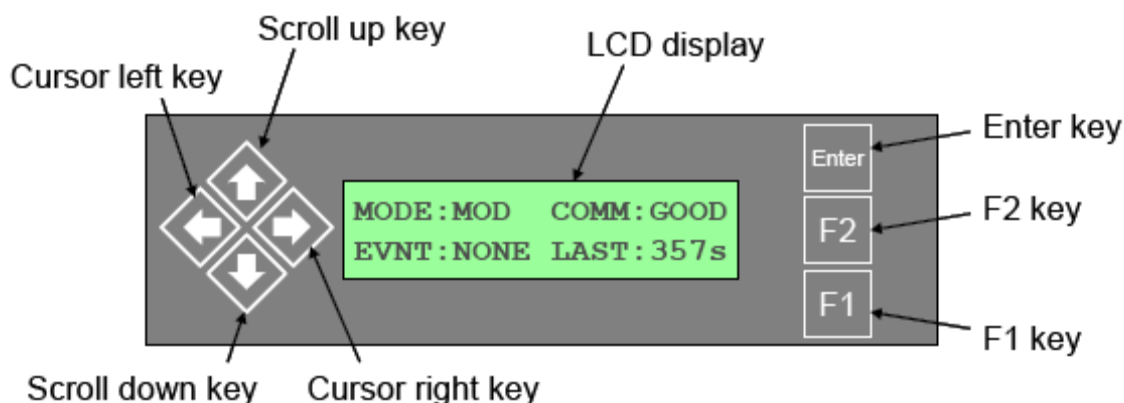 Scroll up key
LCD display
Cursor left key
Enter key
Enter
MODE:MOD COMM:GOOD
F2 key
F2
EVNT:NONE LAST:357s
F1
F1 key
Scroll down key
Cursor right key